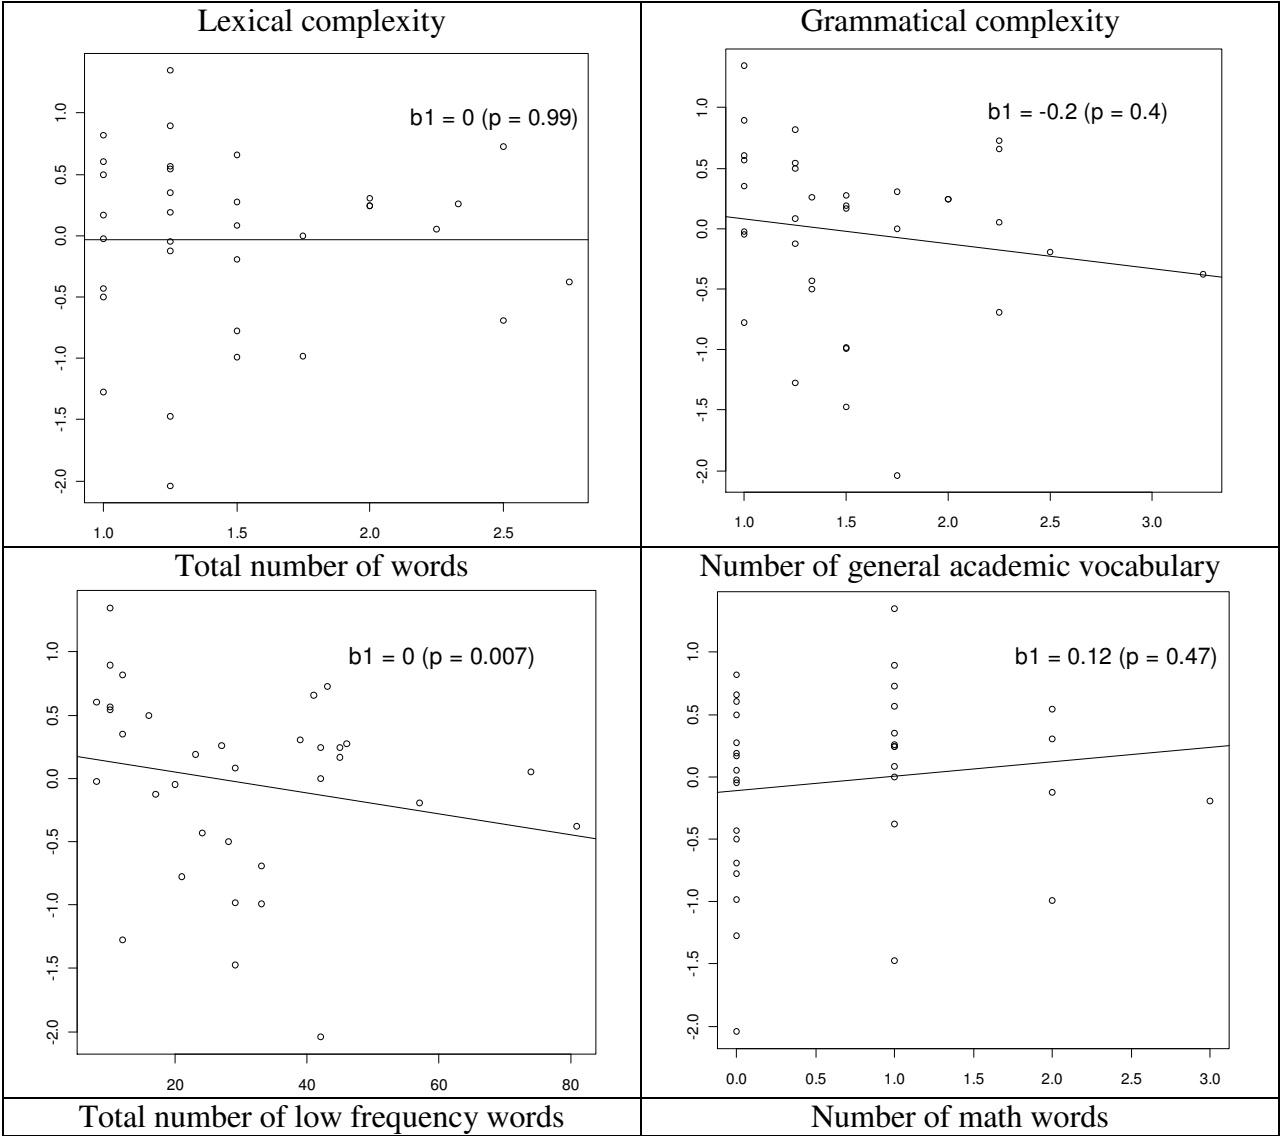 Lexical complexity
b1 = 0 (p = 0.99)
1.0
0.5
0.0
-0.5
-1.0
-1.5
-2.0
1.0 1.5 2.0 2.5
Grammatical complexity
b1 = -0.2 (p = 0.4)
1.0
0.5
0.0
-0.5
-1.0
-1.5
-2.0
1.0 1.5 2.0 2.5 3.0
Total number of words
b1 = 0 (p = 0.007)
1.0
0.5
0.0
-0.5
-1.0
-1.5
-2.0
20 40 60 80
Number of general academic vocabulary
b1 = 0.12 (p = 0.47)
1.0
0.5
0.0
-0.5
-1.0
-1.5
-2.0
0.0 0.5 1.0 1.5 2.0 2.5 3.0
Total number of low frequency words
Number of math words